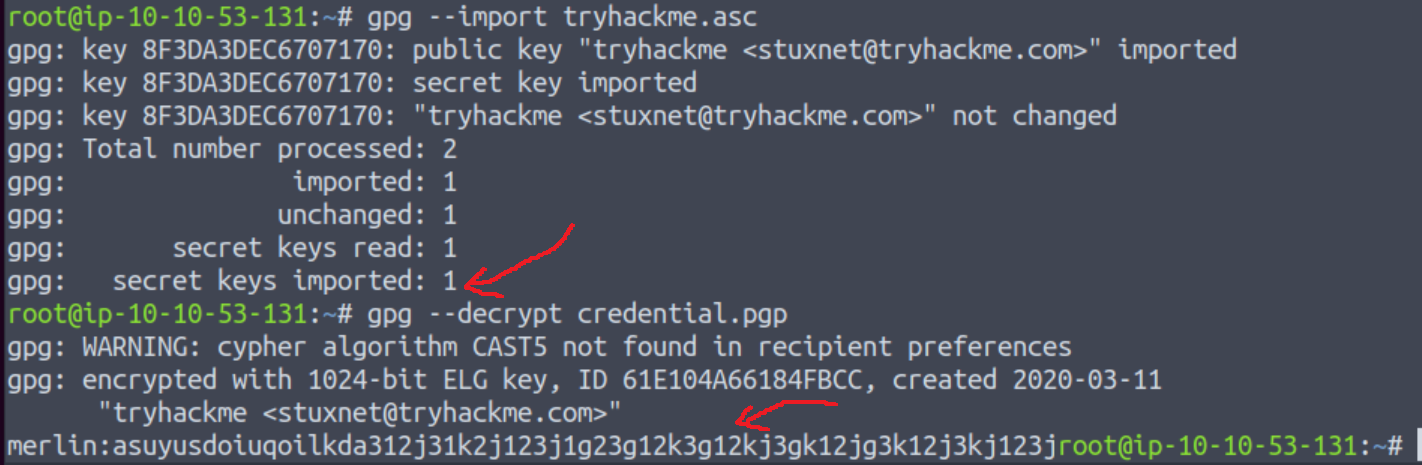 root@ip-10-10-53-131:~# gpg --import tryhackme.asc
gpg: key 8F3DA3DEC6707170: public key "tryhackme <stuxnet@tryhackme.com>" imported
gpg: key 8F3DA3DEC6707170: secret key imported
gpg: key 8F3DA3DEC6707170: "tryhackme <stuxnet@tryhackme.com>" not changed
gpg: Total number processed: 2
gpg:               imported: 1
gpg:              unchanged: 1
gpg:       secret keys read: 1
gpg:   secret keys imported: 1
root@ip-10-10-53-131:~# gpg --decrypt credential.pgp
gpg: WARNING: cypher algorithm CAST5 not found in recipient preferences
gpg: encrypted with 1024-bit ELG key, ID 61E104A66184FBCC, created 2020-03-11
      "tryhackme <stuxnet@tryhackme.com>"
merlin:asuyusdoiuqoilkda312j31k2j123j1g23g12k3g12kj3gk12jg3k12j3kj123jroot@ip-10-10-53-131:~#